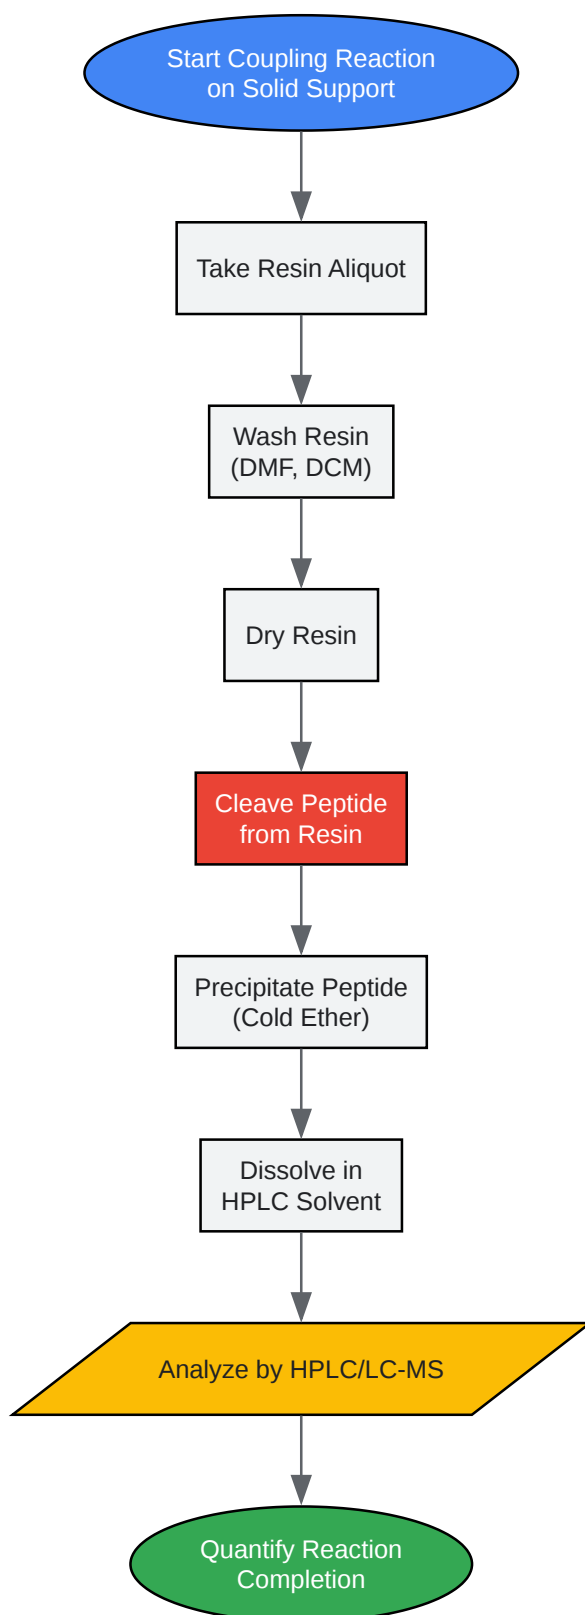 Start Coupling Reaction
on Solid Support
Take Resin Aliquot
Wash Resin
(DMF, DCM)
Dry Resin
Cleave Peptide
from Resin
Precipitate Peptide
(Cold Ether)
Dissolve in
HPLC Solvent
Analyze by HPLC/LC-MS
Quantify Reaction
Completion